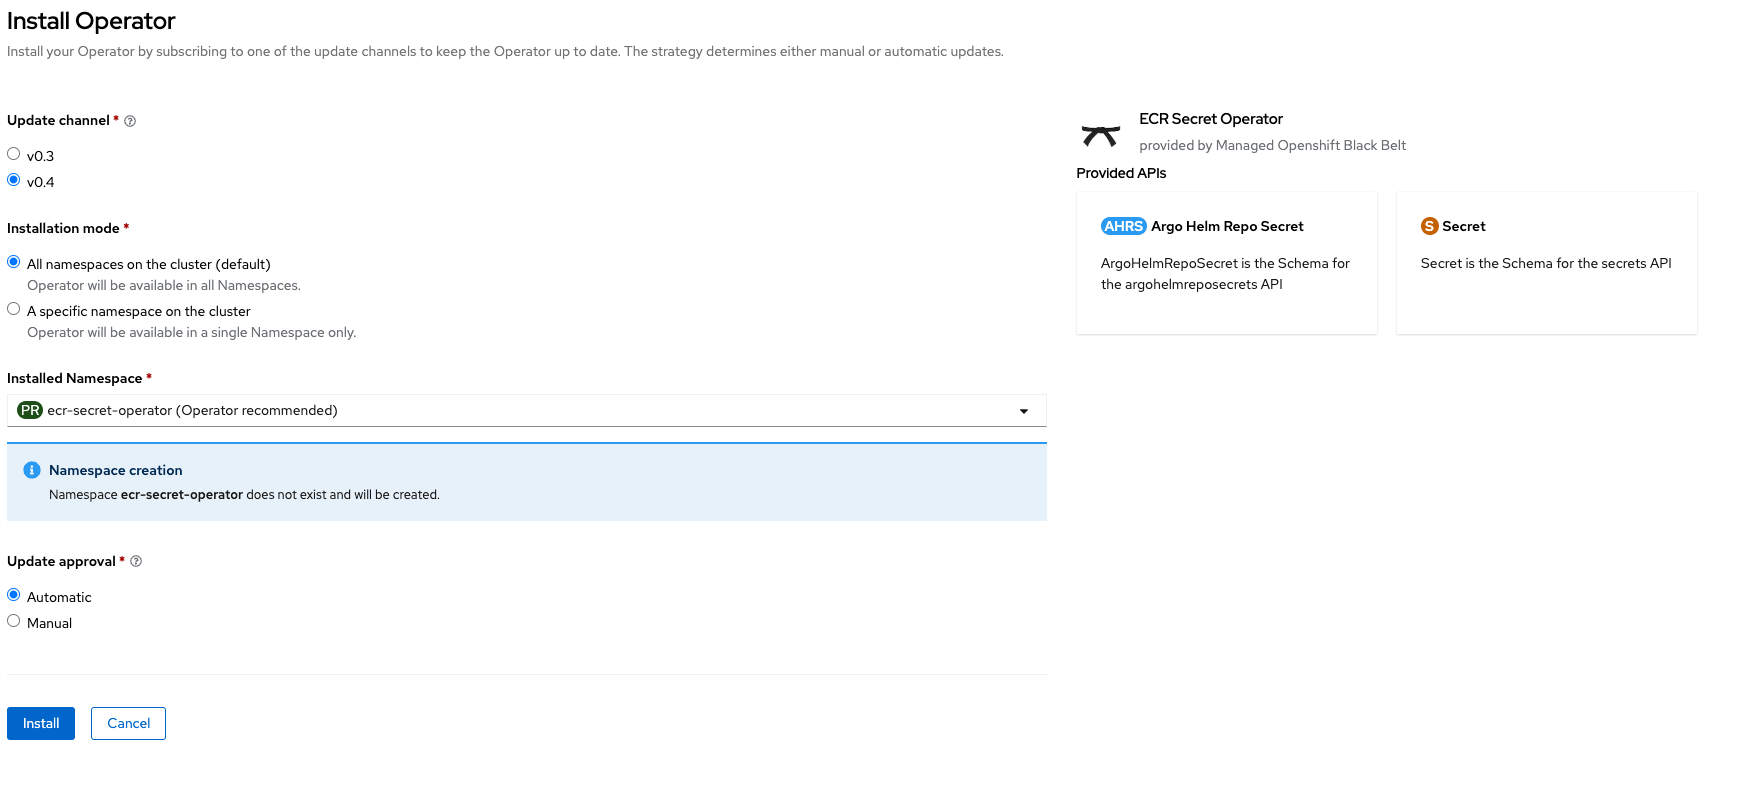 Install Operator
Install your Operator by subscribing to one of the update channels to keep the Operator up to date. The strategy determines either manual or automatic updates.
Update channel *
v0.3
v0.4
Installation mode *
All namespaces on the cluster (default)
Operator will be available in all Namespaces.
A specific namespace on the cluster
Operator will be available in a single Namespace only.
Installed Namespace *
PR ecr-secret-operator (Operator recommended)
Namespace creation
Namespace ecr-secret-operator does not exist and will be created.
Update approval *
Automatic
Manual
Install
Cancel
ECR Secret Operator
provided by Managed Openshift Black Belt
Provided APIs
AHRS Argo Helm Repo Secret
ArgoHelmRepoSecret is the Schema for
the argohelmreposecrets API
S Secret
Secret is the Schema for the secrets API